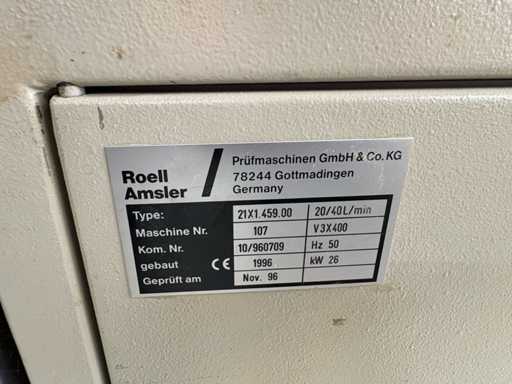 Roell
Amsler
Prüfmaschinen GmbH & Co.KG
78244 Gottmadingen
Germany
Type: 21X1.459.00 20/40L/min
Maschine Nr. 107 V3X400
Kom. Nr. 10/960709 Hz 50
gebaut CE 1996 kW 26
Geprüft am Nov. 96